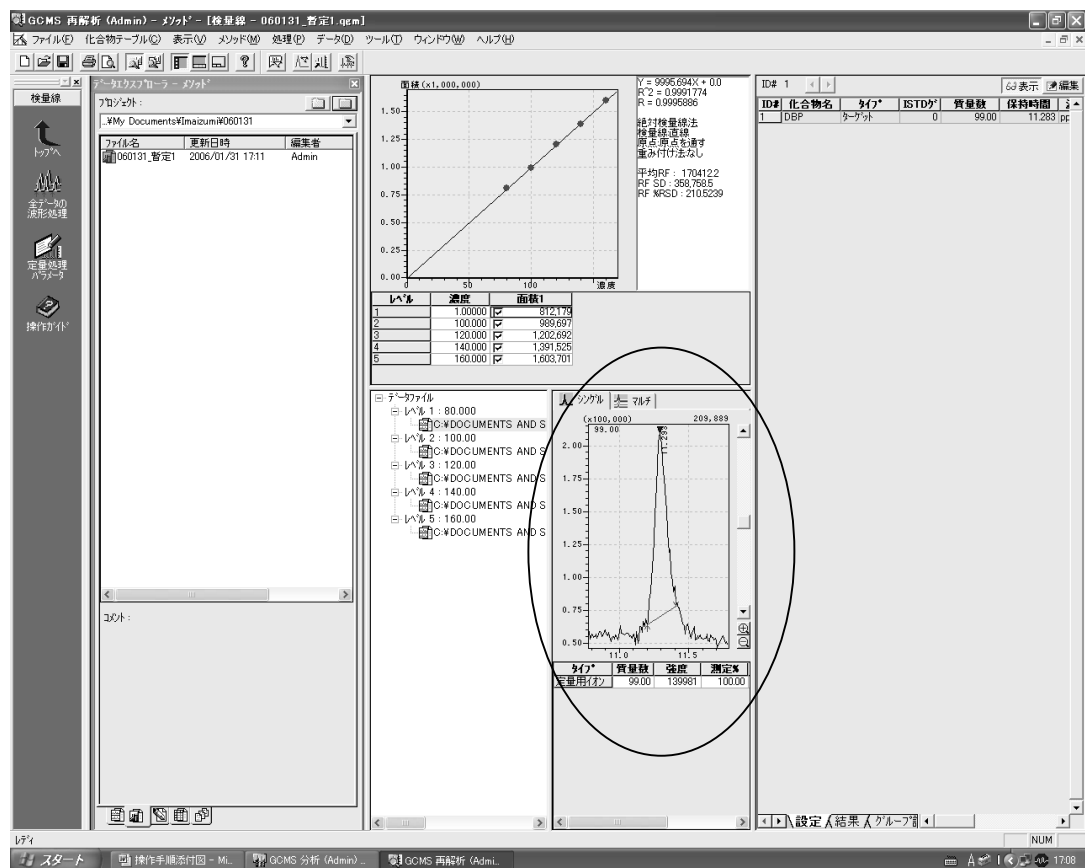 GCMS 再解析 (Admin) - メソッド - [検量線 - 060131_暫定1.qgm]
ファイル(F) 化合物テーブル(C) 表示(V) メソッド(M) 処理(P) データ(D) ツール(T) ウィンドウ(W) ヘルプ(H)
検量線
トップへ
全データの
波形処理
定量処理
パラメータ
操作ガイド
データエクスプローラ - メソッド
プロジェクト:
..¥My Documents¥Imaizumi¥060131
ファイル名 更新日時 編集者
060131_暫定1 2006/01/31 17:11 Admin
コメント:
面積(x1,000,000)
1.50
1.25
1.00
0.75
0.50
0.25
0.00
0 50 100 濃度
Y = 9995.694X + 0.0
R^2 = 0.9991774
R = 0.9995886
絶対検量線法
検量線:直線
原点:原点を通す
重み付け法:なし
平均RF : 170412.2
RF SD : 358,758.5
RF %RSD : 210.5239
レベル 濃度 面積1
1 1.00000 812,179
2 100.000 989,697
3 120.000 1,202,692
4 140.000 1,391,525
5 160.000 1,603,701
データファイル
レベル 1 : 80.000
C:¥DOCUMENTS AND S
レベル 2 : 100.00
C:¥DOCUMENTS AND S
レベル 3 : 120.00
C:¥DOCUMENTS AND S
レベル 4 : 140.00
C:¥DOCUMENTS AND S
レベル 5 : 160.00
C:¥DOCUMENTS AND S
シングル マルチ
(x100,000) 209,889
99.00
11.293
2.00
1.75
1.50
1.25
1.00
0.75
0.50
11.0 11.5
タイプ 質量数 強度 測定%
定量用イオン 99.00 139981 100.00
ID# 1 表示 編集
ID# 化合物名 タイプ ISTDグ 質量数 保持時間
1 DBP ターゲット 0 99.00 11.283 pp
設定 結果 グループ
レディ NUM
スタート 操作手順添付図 - Mi... GCMS 分析 (Admin) ... GCMS 再解析 (Admi... A 17:08